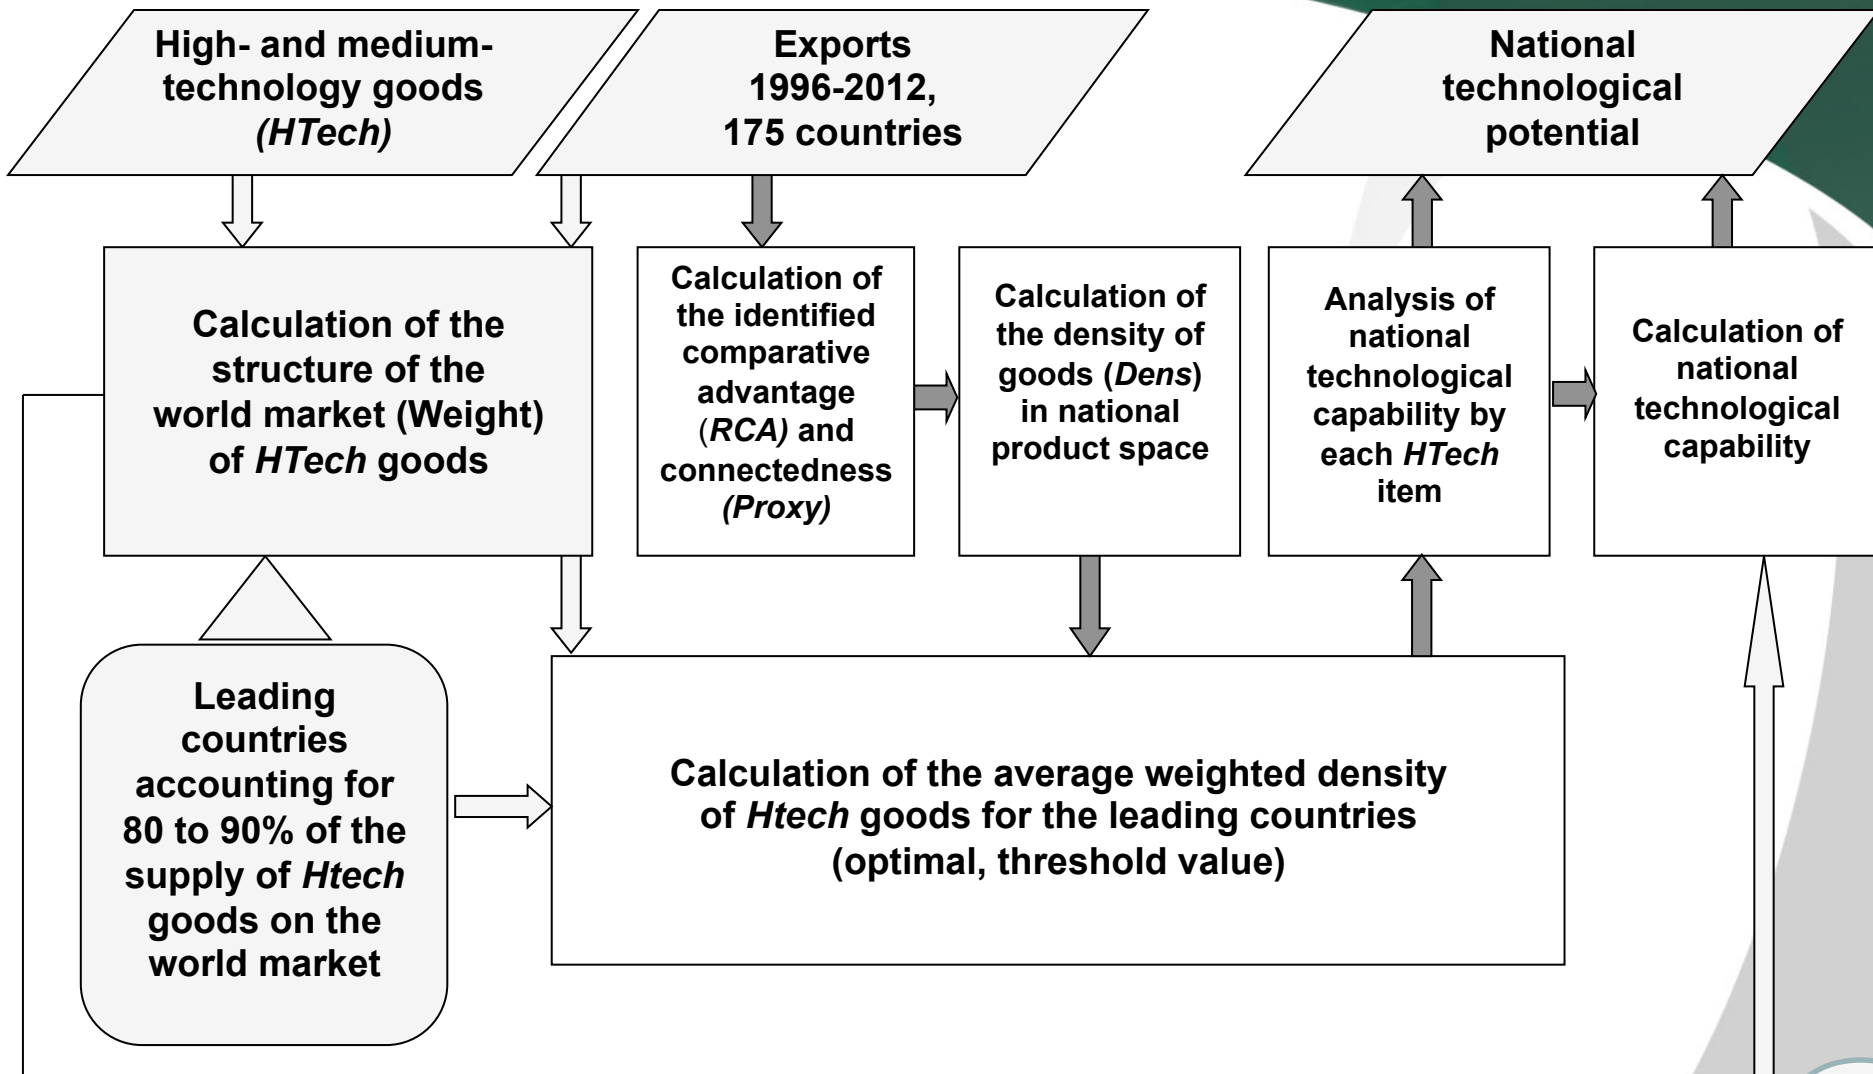 High- and medium-
technology goods
(HTech)
Exports
1996-2012,
175 countries
National
technological
potential
Calculation of the
structure of the
world market (Weight)
of HTech goods
Calculation of
the identified
comparative
advantage
(RCA) and
connectedness
(Proxy)
Calculation of
the density of
goods (Dens)
in national
product space
Analysis of
national
technological
capability by
each HTech
item
Calculation of
national
technological
capability
Leading
countries
accounting for
80 to 90% of the
supply of Htech
goods on the
world market
Calculation of the average weighted density
of Htech goods for the leading countries
(optimal, threshold value)